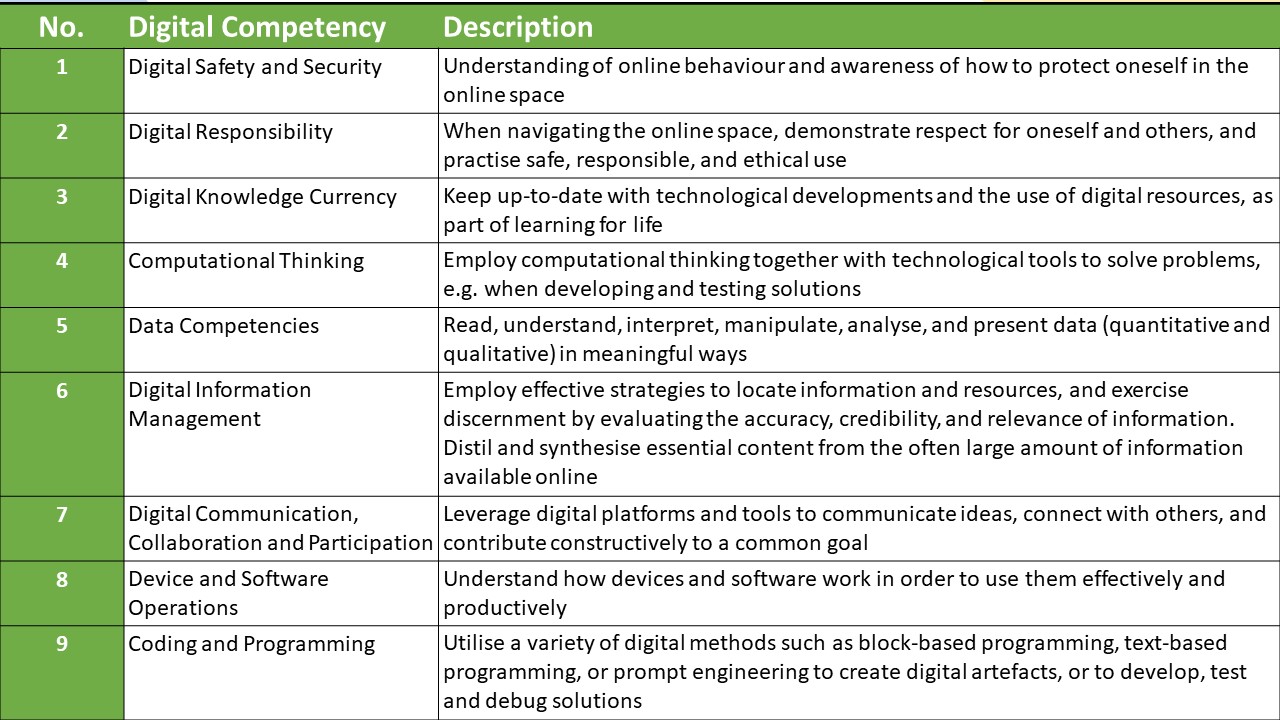 No. Digital Competency Description
1 Digital Safety and Security Understanding of online behaviour and awareness of how to protect oneself in the
online space
2 Digital Responsibility When navigating the online space, demonstrate respect for oneself and others, and
practise safe, responsible, and ethical use
3 Digital Knowledge Currency Keep up-to-date with technological developments and the use of digital resources, as
part of learning for life
4 Computational Thinking Employ computational thinking together with technological tools to solve problems,
e.g. when developing and testing solutions
5 Data Competencies Read, understand, interpret, manipulate, analyse, and present data (quantitative and
qualitative) in meaningful ways
6 Digital Information Employ effective strategies to locate information and resources, and exercise
Management discernment by evaluating the accuracy, credibility, and relevance of information.
Distil and synthesise essential content from the often large amount of information
available online
7 Digital Communication, Leverage digital platforms and tools to communicate ideas, connect with others, and
Collaboration and Participation contribute constructively to a common goal
8 Device and Software Understand how devices and software work in order to use them effectively and
Operations productively
9 Coding and Programming Utilise a variety of digital methods such as block-based programming, text-based
programming, or prompt engineering to create digital artefacts, or to develop, test
and debug solutions